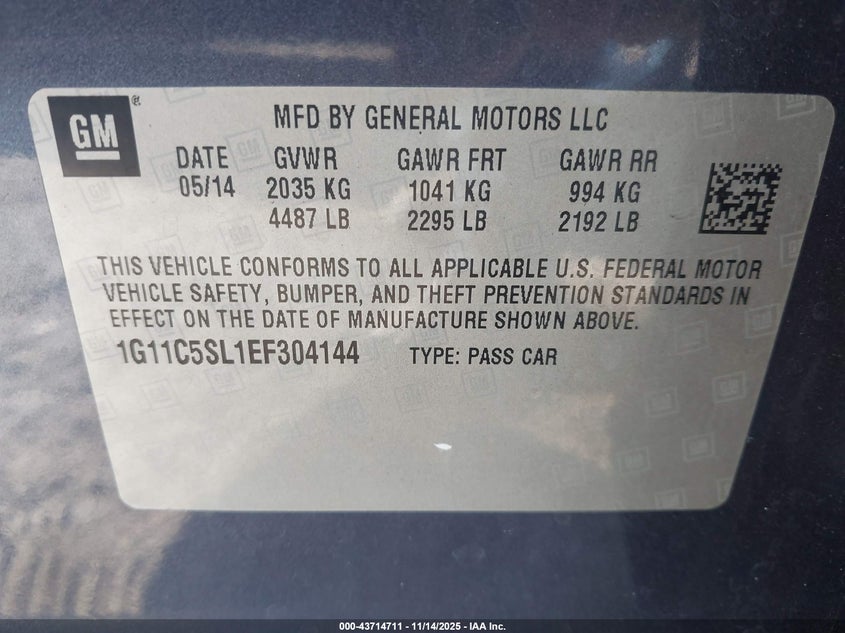 GM®
MFD BY GENERAL MOTORS LLC
DATE GVWR GAWR FRT GAWR RR
05/14 2035 KG 1041 KG 994 KG
4487 LB 2295 LB 2192 LB
THIS VEHICLE CONFORMS TO ALL APPLICABLE U.S. FEDERAL MOTOR
VEHICLE SAFETY, BUMPER, AND THEFT PREVENTION STANDARDS IN
EFFECT ON THE DATE OF MANUFACTURE SHOWN ABOVE.
1G11C5SL1EF304144 TYPE: PASS CAR
000-43714711 - 11/14/2025 - IAA Inc.